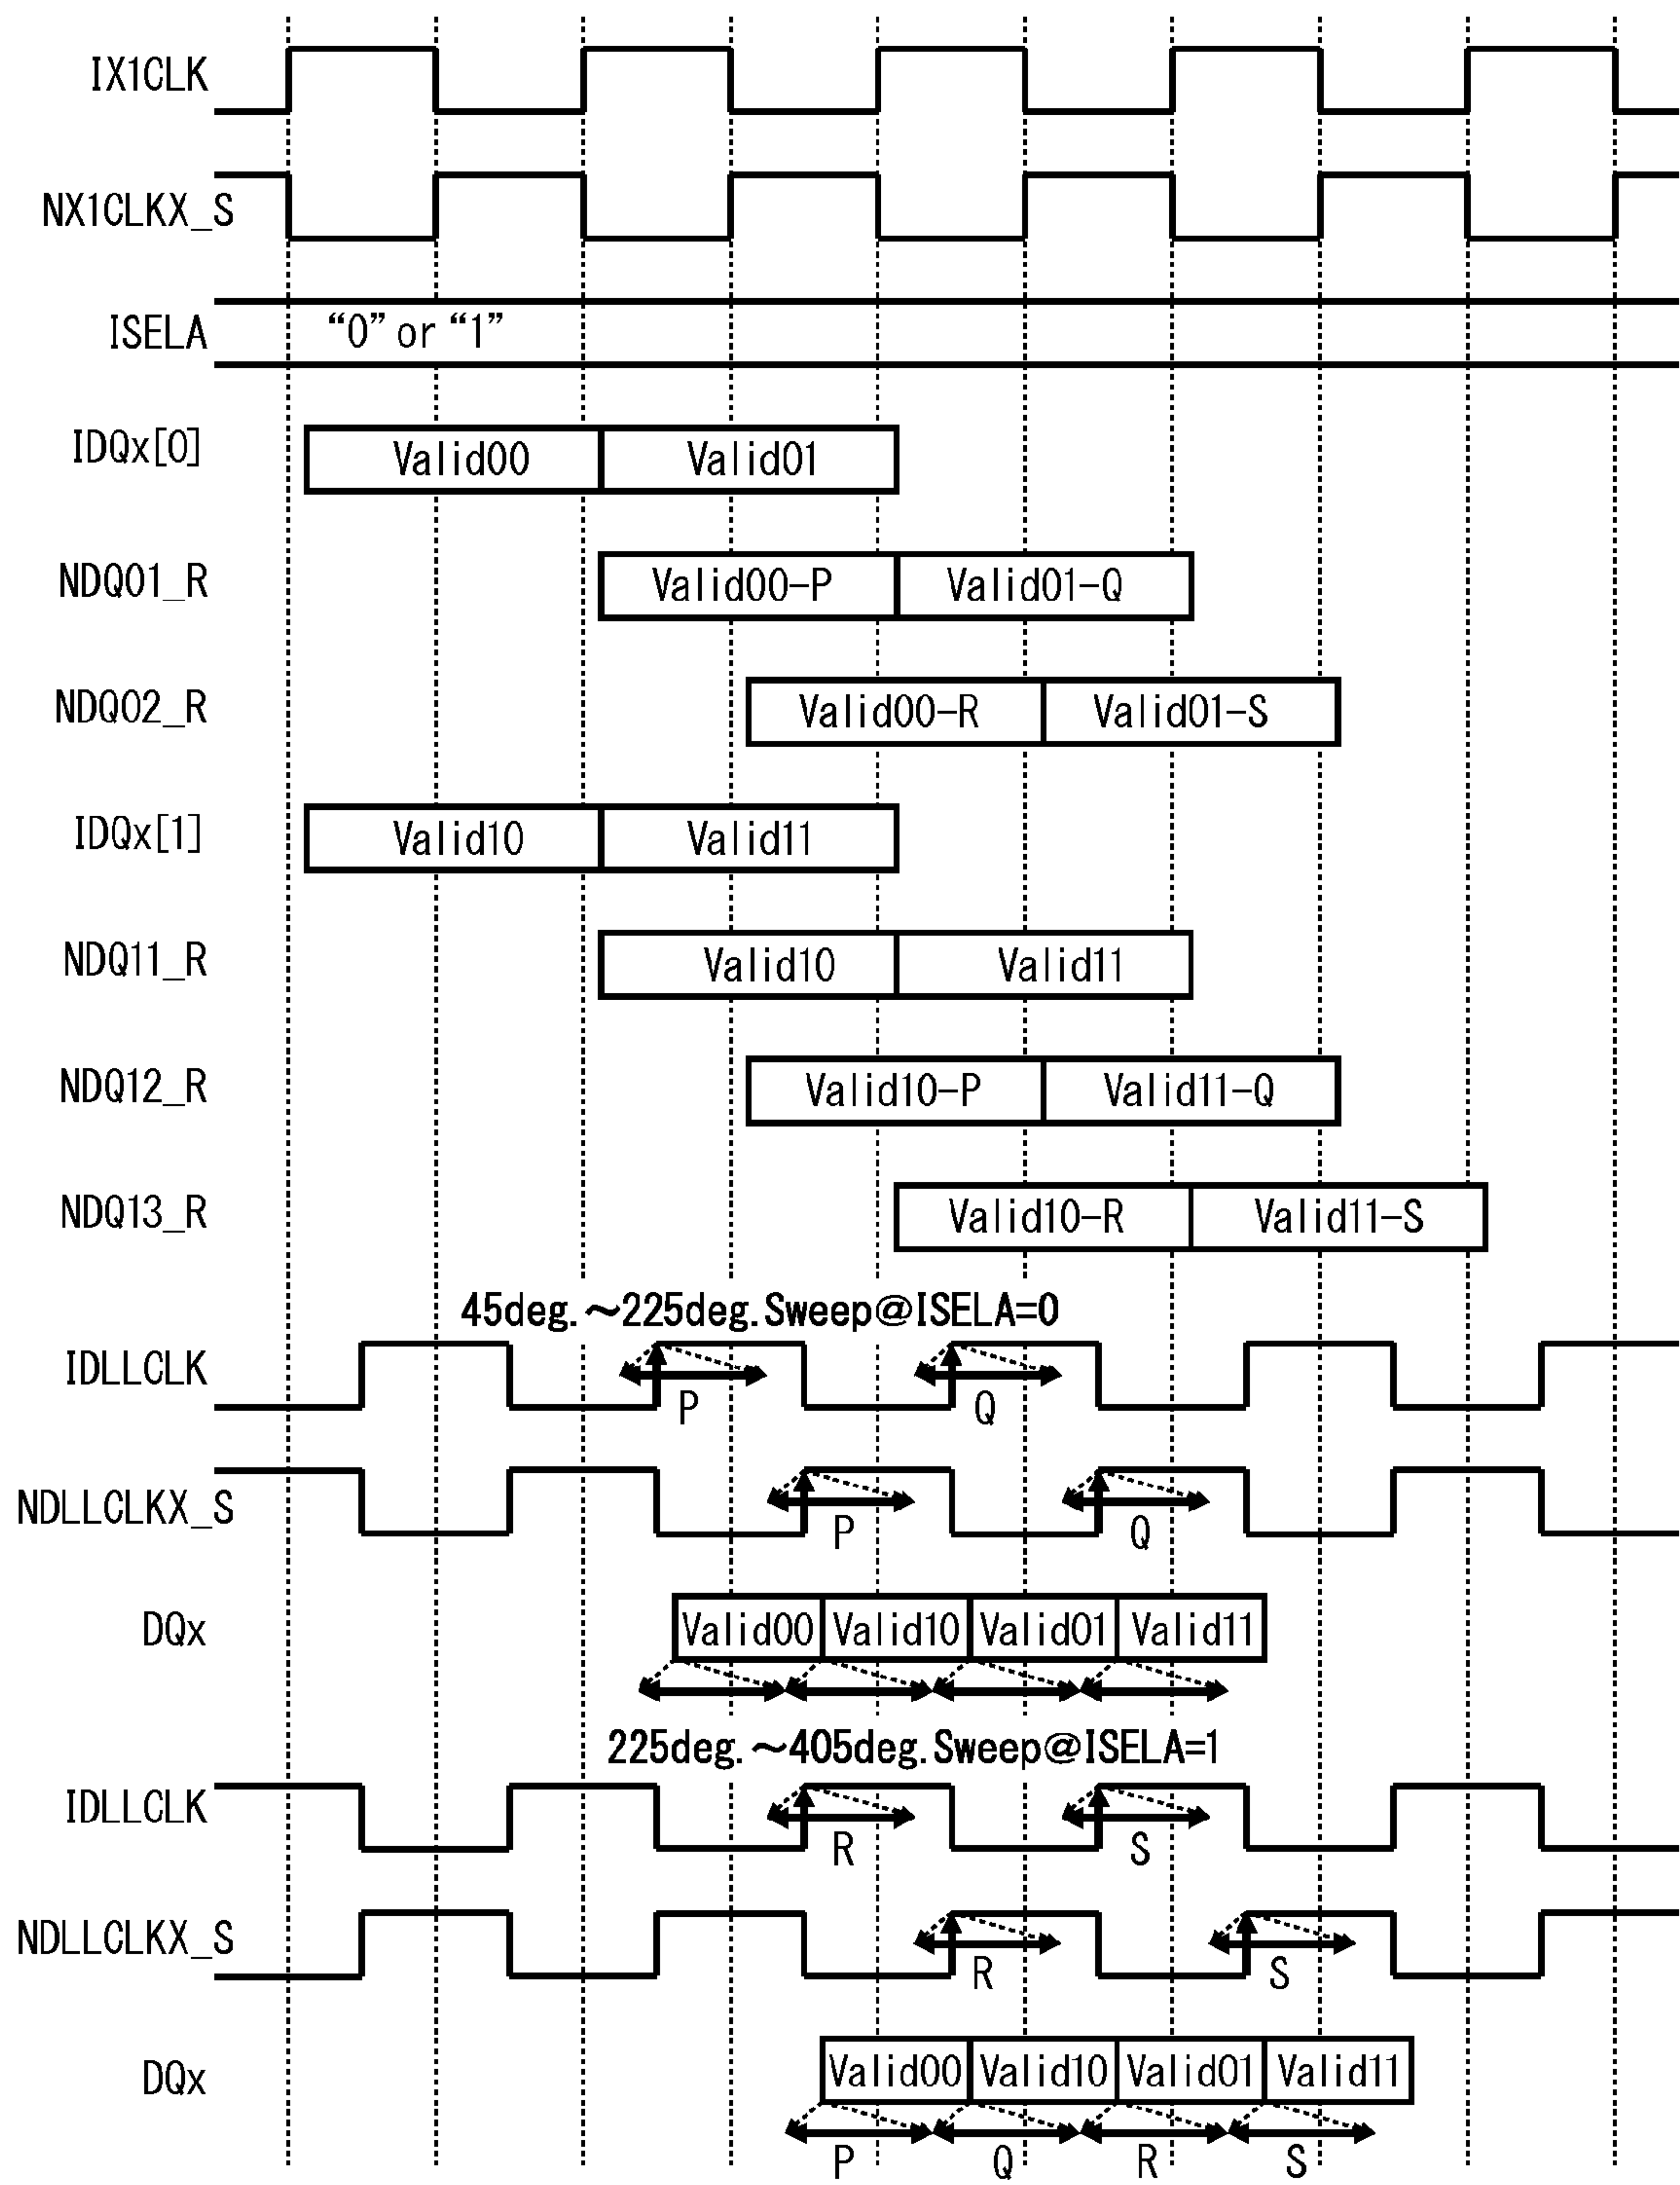 IX1CLK
NX1CLKX_S
ISELA “0” or “1”
IDQx[0] Valid00 Valid01
NDQ01_R Valid00-P Valid01-Q
NDQ02_R Valid00-R Valid01-S
IDQx[1] Valid10 Valid11
NDQ11_R Valid10 Valid11
NDQ12_R Valid10-P Valid11-Q
NDQ13_R Valid10-R Valid11-S
45deg.〜225deg.Sweep@ISELA=0
IDLLCLK P Q
NDLLCLKX_S P Q
DQx Valid00 Valid10 Valid01 Valid11
225deg.〜405deg.Sweep@ISELA=1
IDLLCLK R S
NDLLCLKX_S R S
DQx Valid00 Valid10 Valid01 Valid11
P Q R S